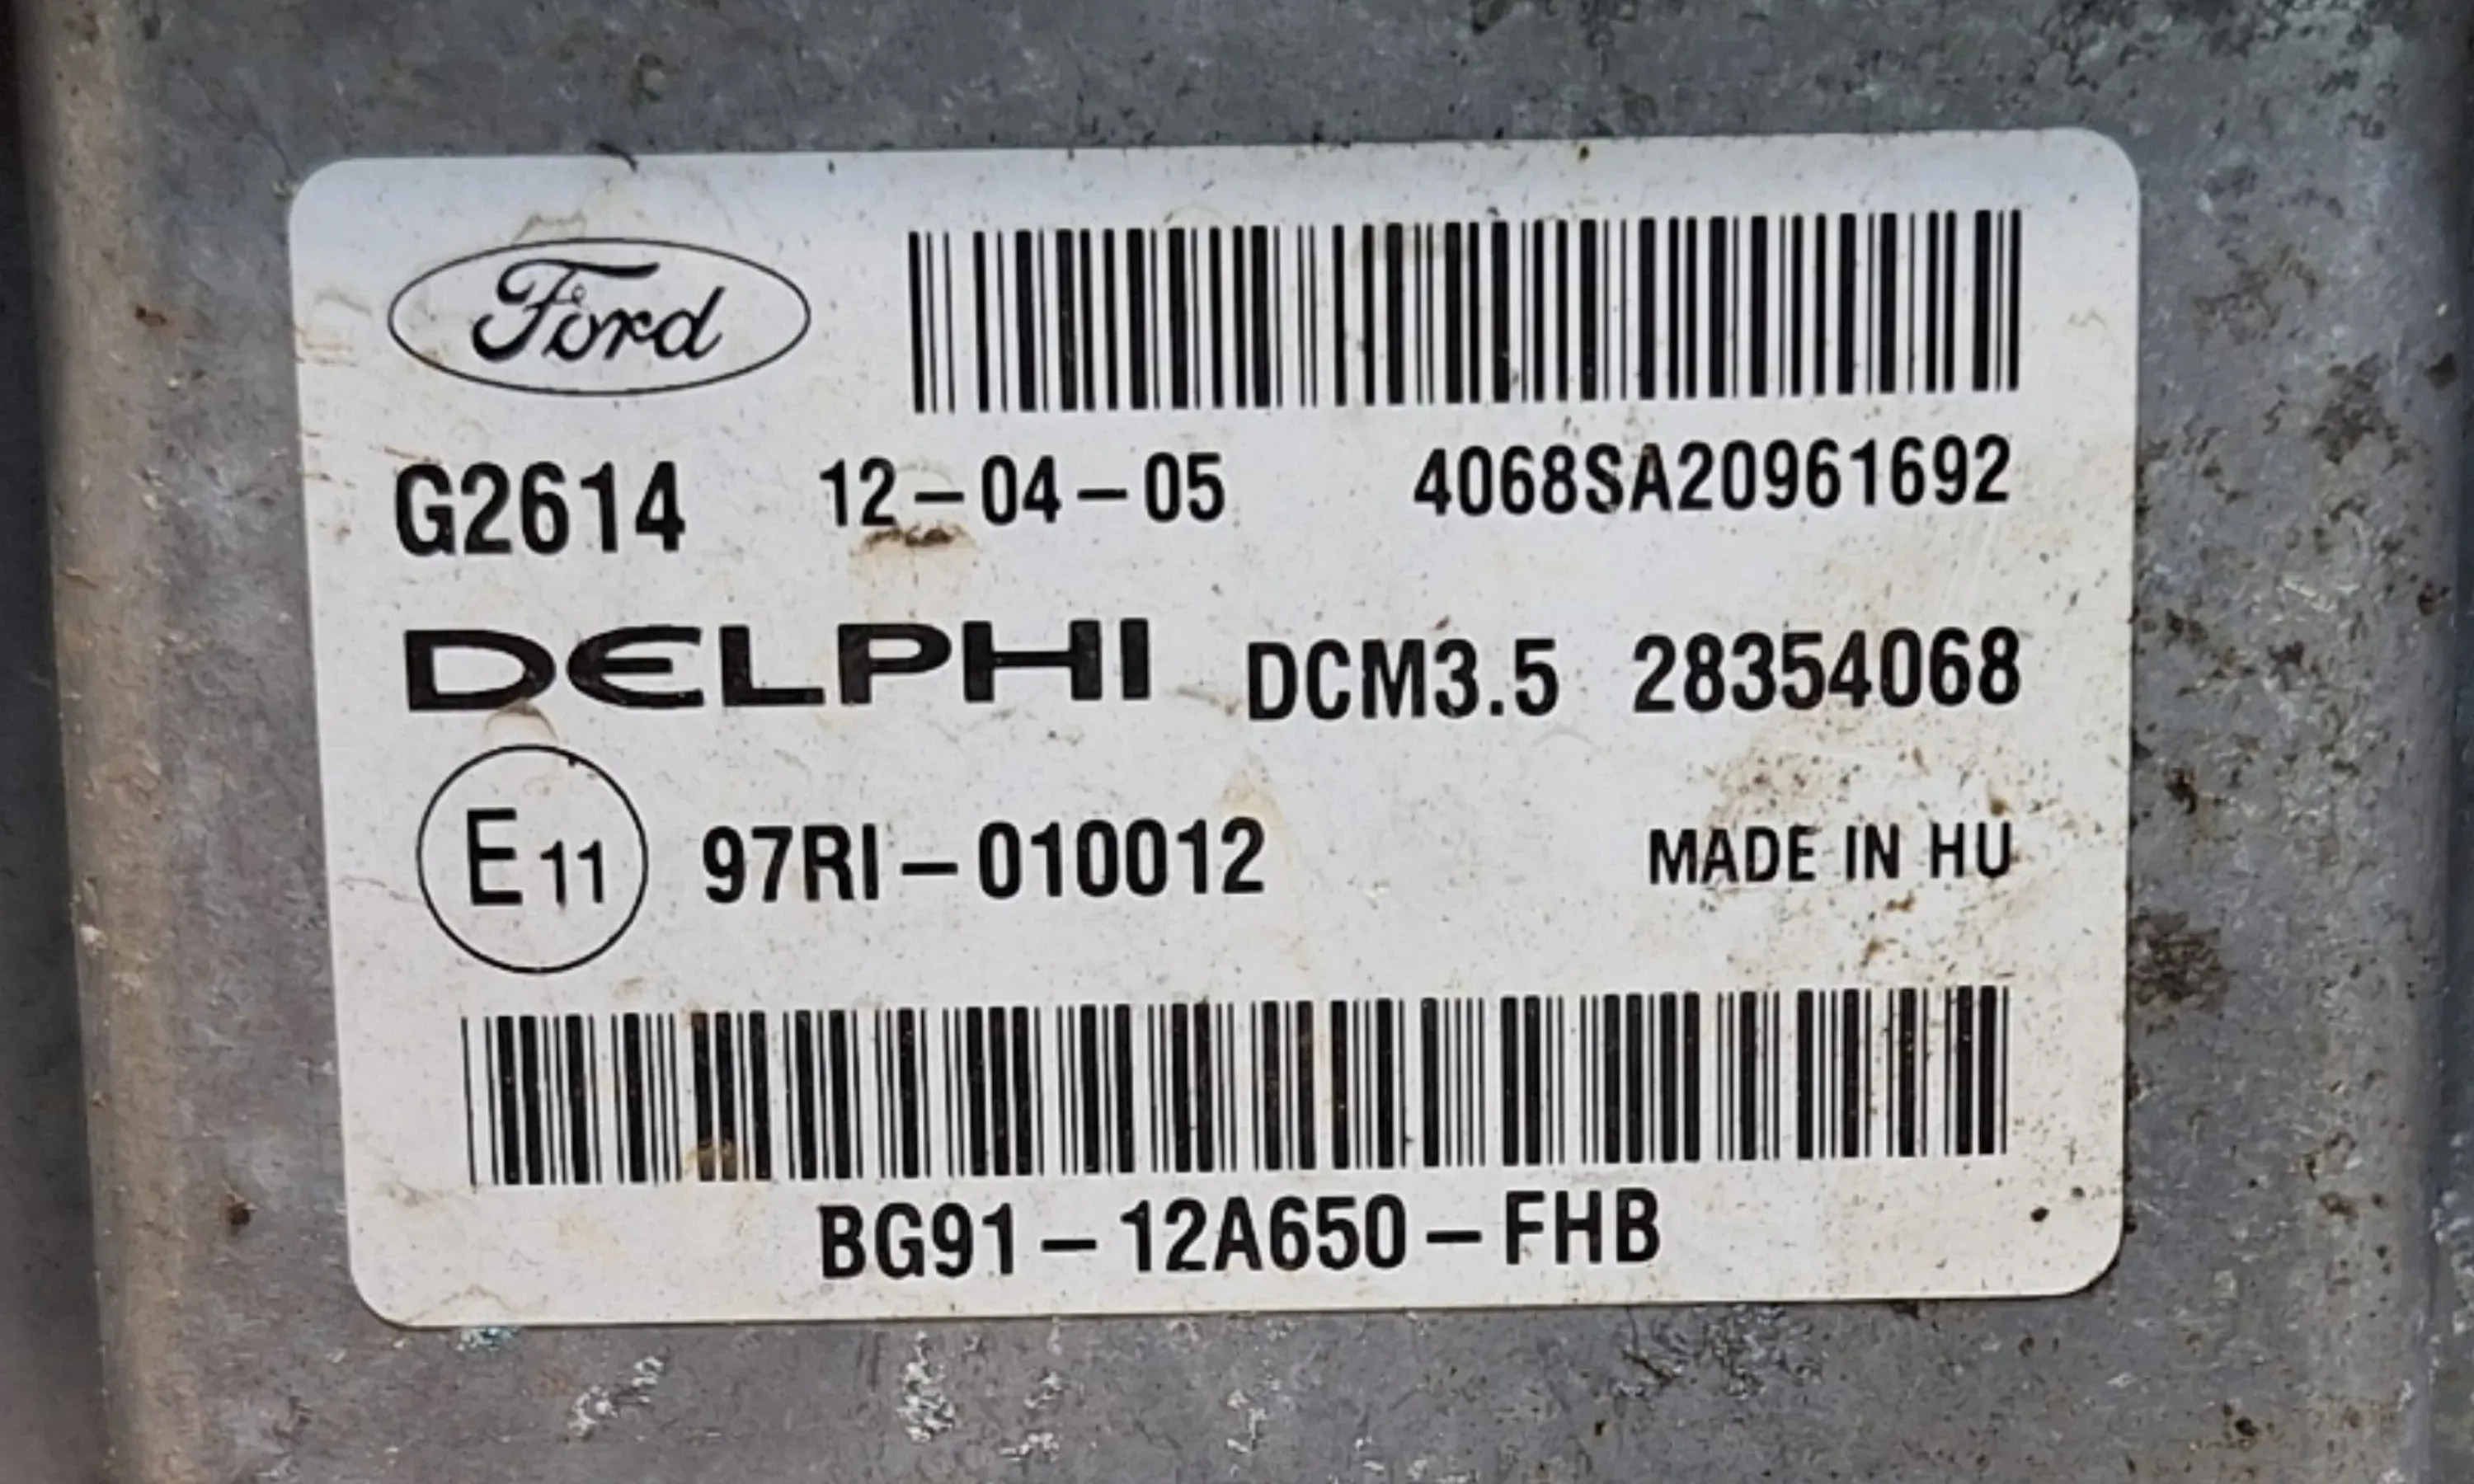 Ford
G2614 12-04-05 4068SA20961692
DELPHI DCM3.5 28354068
E11 97RI-010012 MADE IN HU
BG91-12A650-FHB